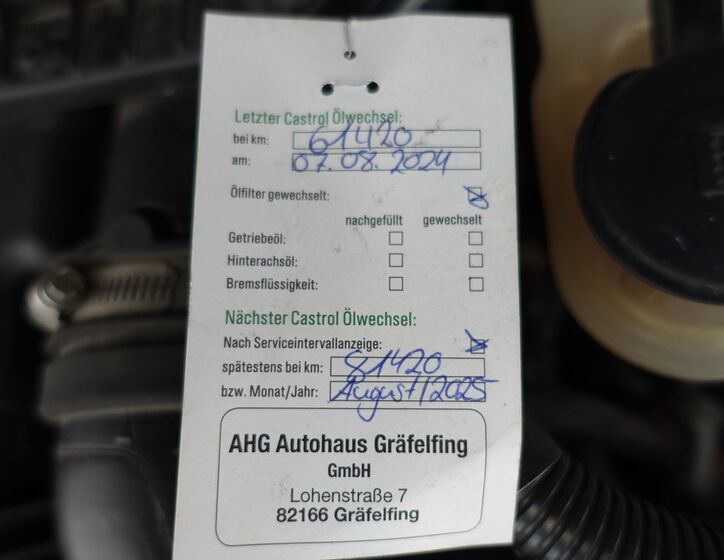 Letzter Castrol Ölwechsel:
bei km: 61420
am: 07.08.2024
Ölfilter gewechselt:
nachgefüllt gewechselt
Getriebeöl:
Hinterachsöl:
Bremsflüssigkeit:
Nächster Castrol Ölwechsel:
Nach Serviceintervallanzeige:
spätestens bei km: 81420
bzw. Monat/Jahr: August/2025
AHG Autohaus Gräfelfing
GmbH
Lohenstraße 7
82166 Gräfelfing